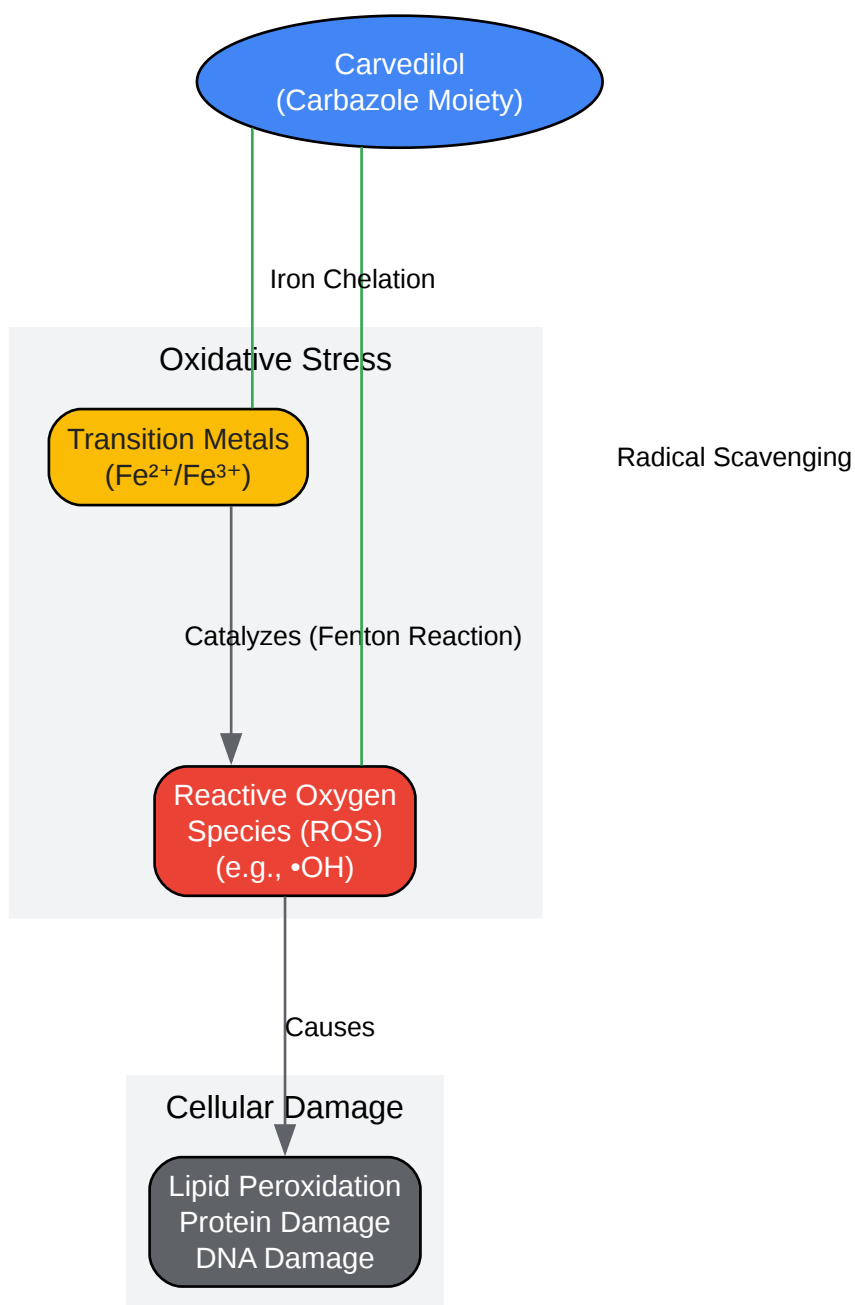 Carvedilol
(Carbazole Moiety)
Iron Chelation
Oxidative Stress
Transition Metals
(Fe²⁺/Fe³⁺)
Radical Scavenging
Catalyzes (Fenton Reaction)
Reactive Oxygen
Species (ROS)
(e.g., •OH)
Causes
Cellular Damage
Lipid Peroxidation
Protein Damage
DNA Damage